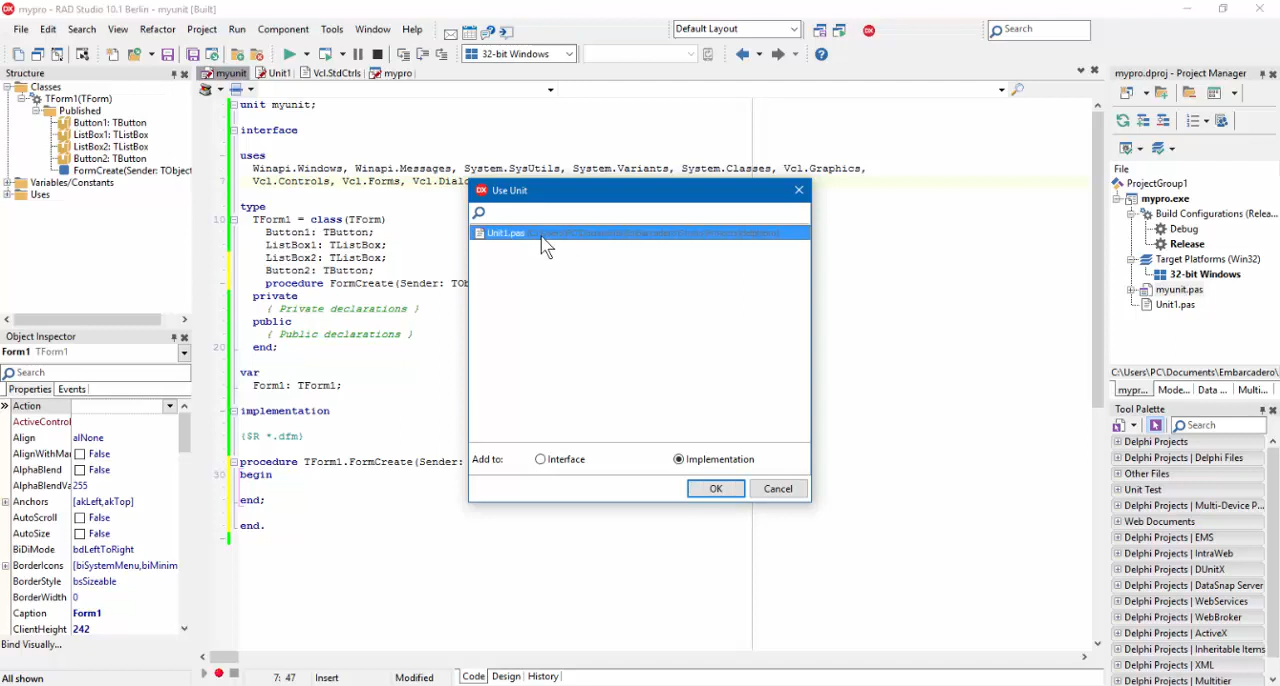 mypro - RAD Studio 10.1 Berlin - myunit [Built]
File Edit Search View Refactor Project Run Component Tools Window Help
Default Layout
Search
32-bit Windows
Structure
Classes
TForm1(TForm)
Published
Button1: TButton
ListBox1: TListBox
ListBox2: TListBox
Button2: TButton
FormCreate(Sender: TObject
Variables/Constants
Uses
Object Inspector
Form1 TForm1
Search
Properties Events
Action
ActiveControl
Align alNone
AlignWithMar False
AlphaBlend False
AlphaBlendVa 255
Anchors [akLeft,akTop]
AutoScroll False
AutoSize False
BiDiMode bdLeftToRight
BorderIcons [biSystemMenu,biMinim
BorderStyle bsSizeable
BorderWidth 0
Caption Form1
ClientHeight 242
Bind Visually...
All shown
myunit Unit1 Vcl.StdCtrls mypro
unit myunit;
interface
uses
Winapi.Windows, Winapi.Messages, System.SysUtils, System.Variants, System.Classes, Vcl.Graphics,
Vcl.Controls, Vcl.Forms, Vcl.Dialo
type
10 TForm1 = class(TForm)
Button1: TButton;
ListBox1: TListBox;
ListBox2: TListBox;
Button2: TButton;
procedure FormCreate(Sender: TOb
private
{ Private declarations }
public
{ Public declarations }
20 end;
var
Form1: TForm1;
implementation
{$R *.dfm}
procedure TForm1.FormCreate(Sender:
30 begin
end;
end.
7: 47 Insert Modified Code Design History
Use Unit
Unit1.pas
Add to: Interface Implementation
OK Cancel
mypro.dproj - Project Manager
File
ProjectGroup1
mypro.exe
Build Configurations (Relea...
Debug
Release
Target Platforms (Win32)
32-bit Windows
myunit.pas
Unit1.pas
C:\Users\PC\Documents\Embarcadero\
mypr... Mode... Data ... Multi...
Tool Palette
Search
Delphi Projects
Delphi Projects | Delphi Files
Other Files
Unit Test
Delphi Projects | Multi-Device P...
Web Documents
Delphi Projects | EMS
Delphi Projects | IntraWeb
Delphi Projects | DUnitX
Delphi Projects | DataSnap Server
Delphi Projects | WebServices
Delphi Projects | WebBroker
Delphi Projects | ActiveX
Delphi Projects | Inheritable Items
Delphi Projects | XML
Delphi Projects | Multitier